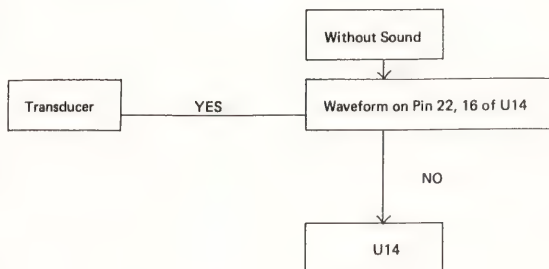 Without Sound
Transducer
YES
Waveform on Pin 22, 16 of U14
NO
U14